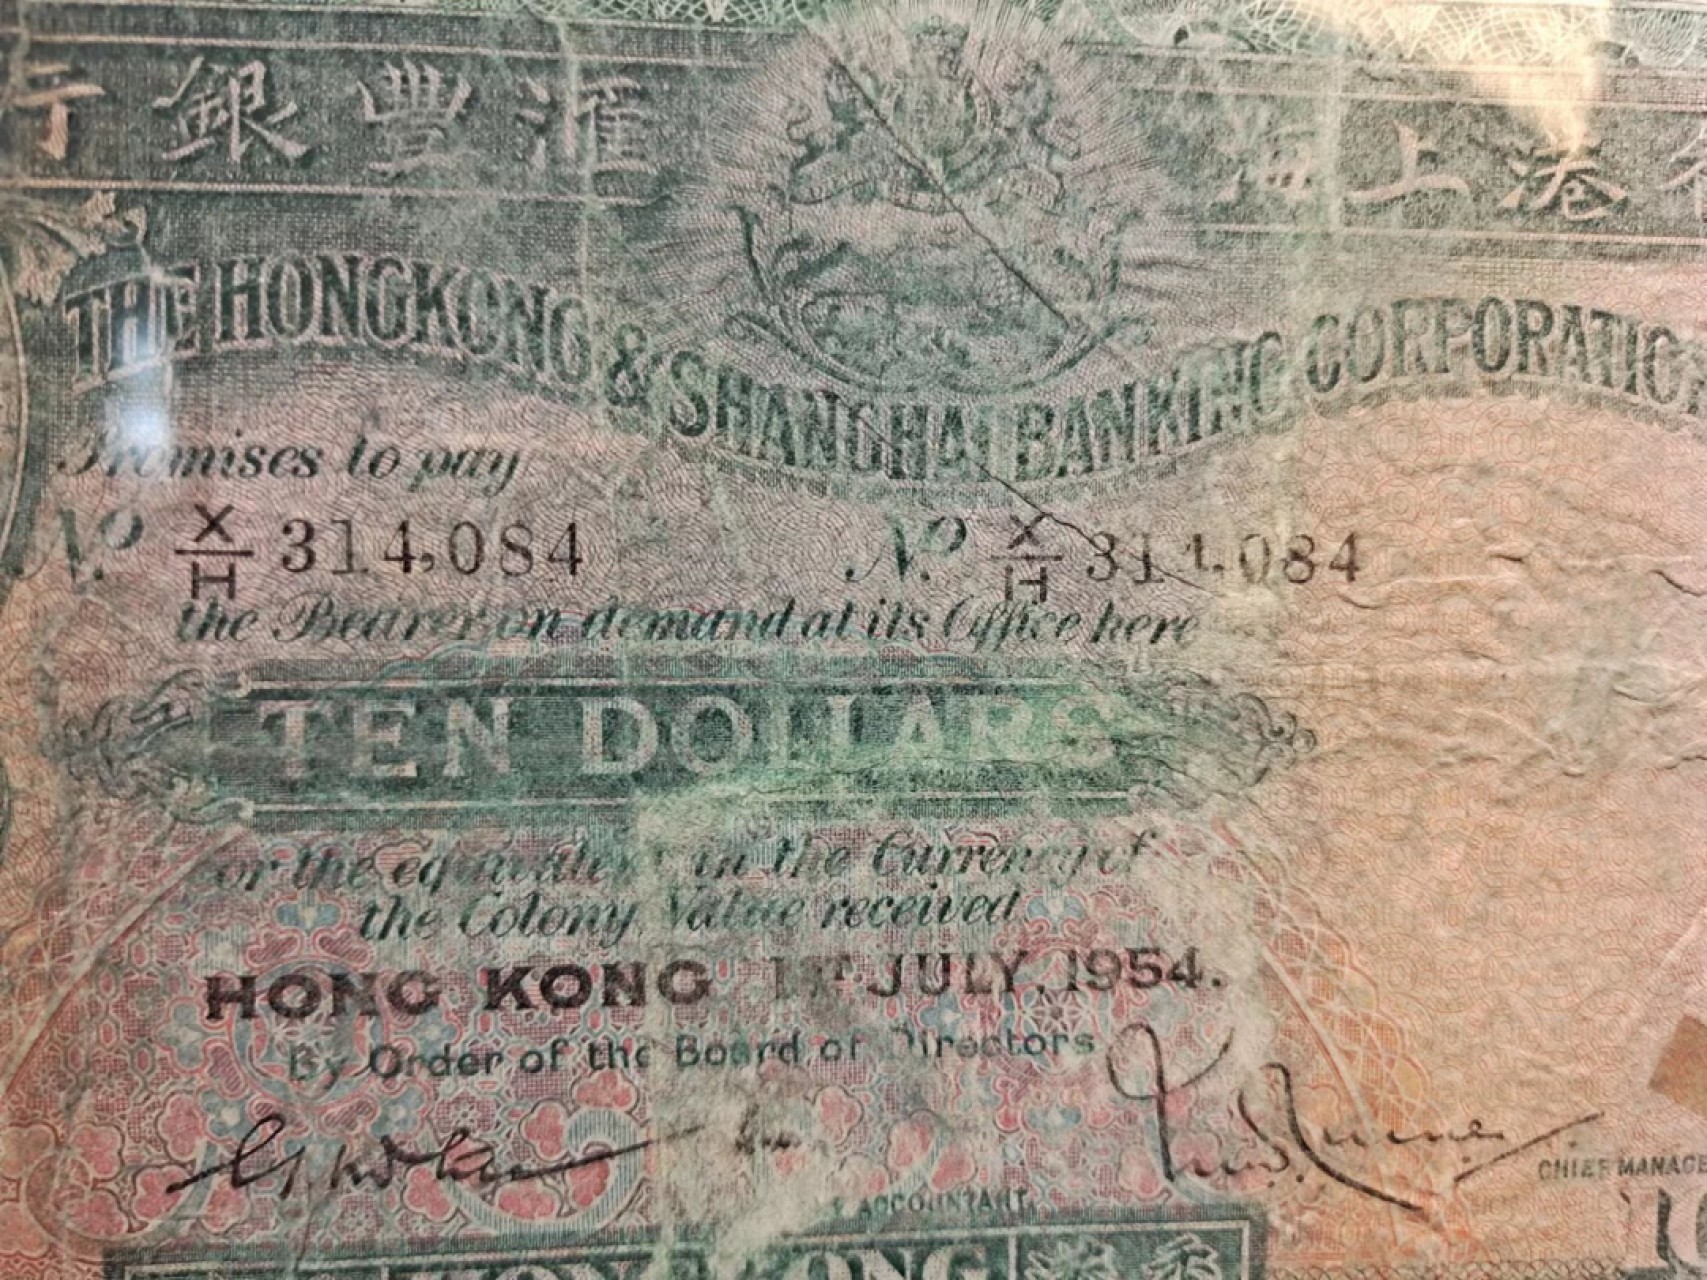 行銀豐滙 海上港
THE HONGKONG & SHANGHAI BANKING CORPORATIO
Promises to pay
No. X/H 314,084 No. X/H 314,084
the Bearer on demand at its Office here
TEN DOLLARS
or the equivalent in the Currency of
the Colony Value received
HONG KONG 1ST JULY, 1954.
By Order of the Board of Directors
CHIEF MANAGE
ACCOUNTANT.